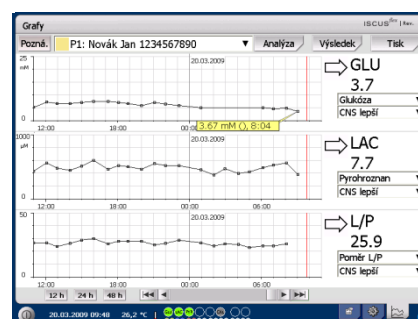 Grafy
ISCUS flex | Rev.
Pozná. P1: Novák Jan 1234567890 Analýza Výsledek Tisk
25
mM
0
20.03.2009
3.67 mM (), 8:04
12:00 18:00 00:00
GLU
3.7
Glukóza
CNS lepší
1000
µM
0
20.03.2009
12:00 18:00 00:00 06:00
LAC
7.7
Pyrohroznan
CNS lepší
50
0
20.03.2009
12:00 18:00 00:00 06:00
L/P
25.9
Poměr L/P
CNS lepší
12 h 24 h 48 h
20.03.2009 09:40 26,2 °C